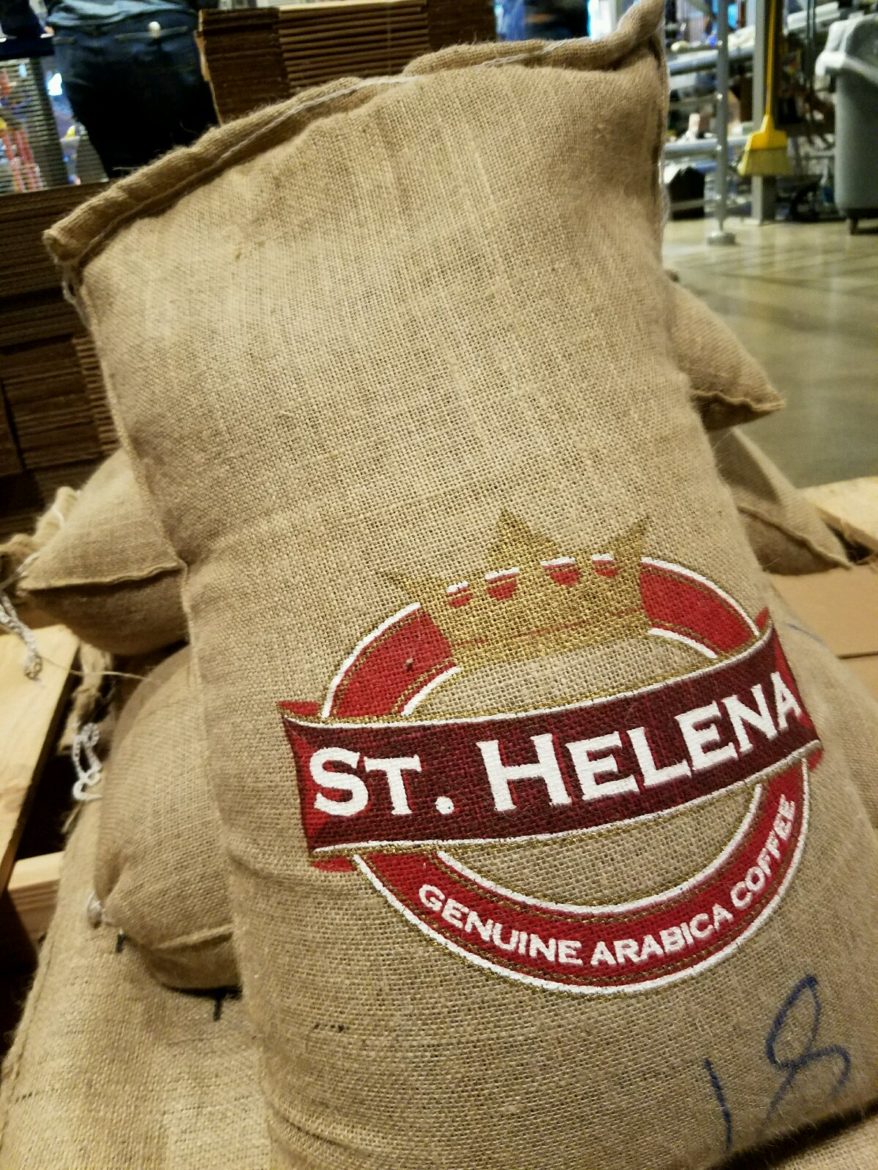 ST. HELENA
GENUINE ARABICA COFFEE
18